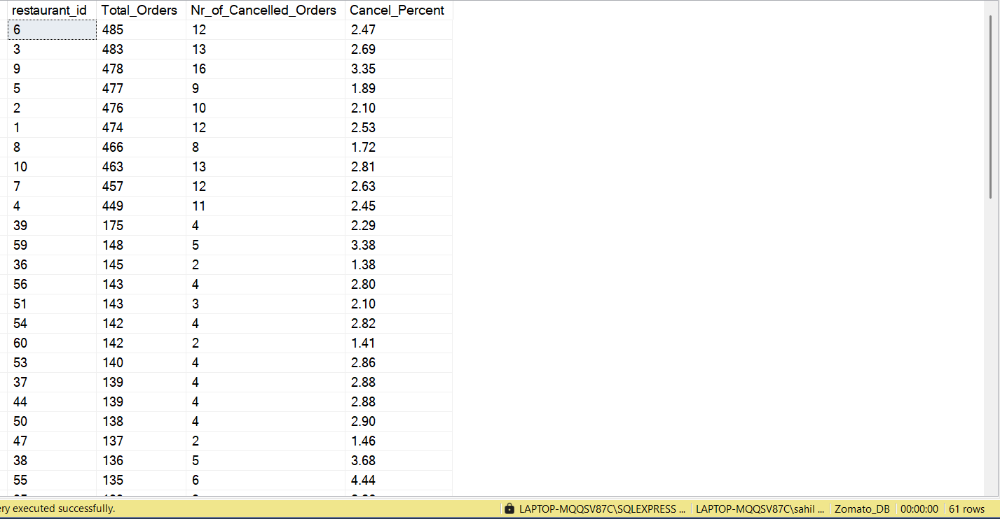 restaurant_id Total_Orders Nr_of_Cancelled_Orders Cancel_Percent
6 485 12 2.47
3 483 13 2.69
9 478 16 3.35
5 477 9 1.89
2 476 10 2.10
1 474 12 2.53
8 466 8 1.72
10 463 13 2.81
7 457 12 2.63
4 449 11 2.45
39 175 4 2.29
59 148 5 3.38
36 145 2 1.38
56 143 4 2.80
51 143 3 2.10
54 142 4 2.82
60 142 2 1.41
53 140 4 2.86
37 139 4 2.88
44 139 4 2.88
50 138 4 2.90
47 137 2 1.46
38 136 5 3.68
55 135 6 4.44
ery executed successfully. LAPTOP-MQQSV87C\SQLEXPRESS ... LAPTOP-MQQSV87C\sahil ... Zomato_DB 00:00:00 61 rows